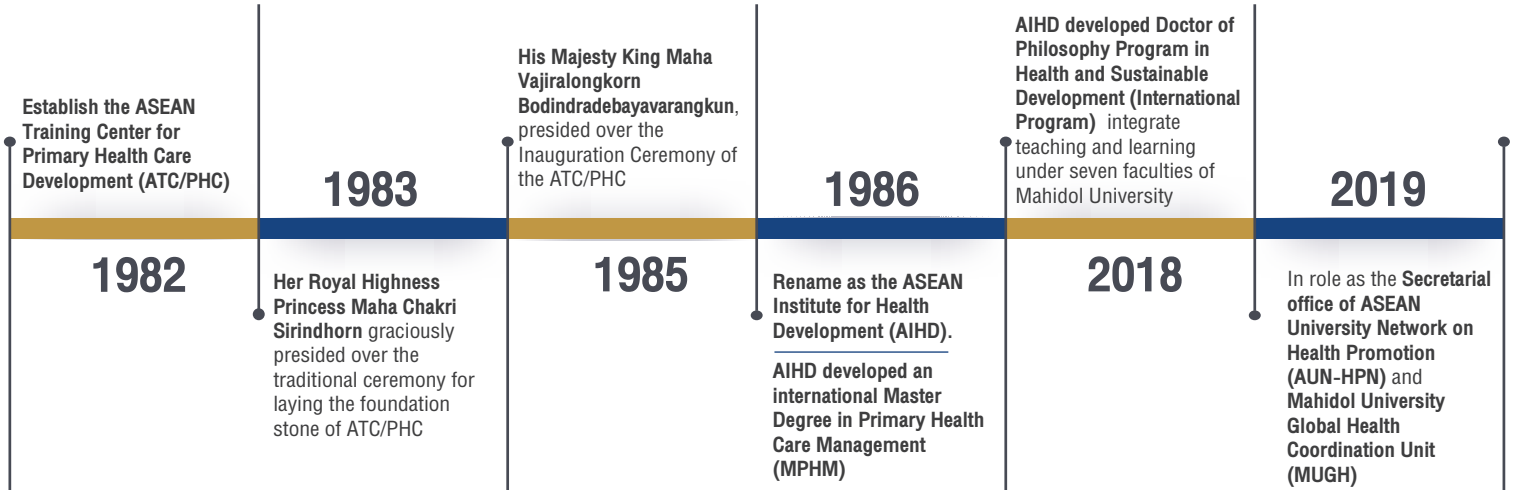 Establish the ASEAN
Training Center for
Primary Health Care
Development (ATC/PHC)
1982
1983
Her Royal Highness
Princess Maha Chakri
Sirindhorn graciously
presided over the
traditional ceremony for
laying the foundation
stone of ATC/PHC
His Majesty King Maha
Vajiralongkorn
Bodindradebayavarangkun,
presided over the
Inauguration Ceremony of
the ATC/PHC
1985
1986
Rename as the ASEAN
Institute for Health
Development (AIHD).
AIHD developed an
international Master
Degree in Primary Health
Care Management
(MPHM)
AIHD developed Doctor of
Philosophy Program in
Health and Sustainable
Development (International
Program) integrate
teaching and learning
under seven faculties of
Mahidol University
2018
2019
In role as the Secretarial
office of ASEAN
University Network on
Health Promotion
(AUN-HPN) and
Mahidol University
Global Health
Coordination Unit
(MUGH)